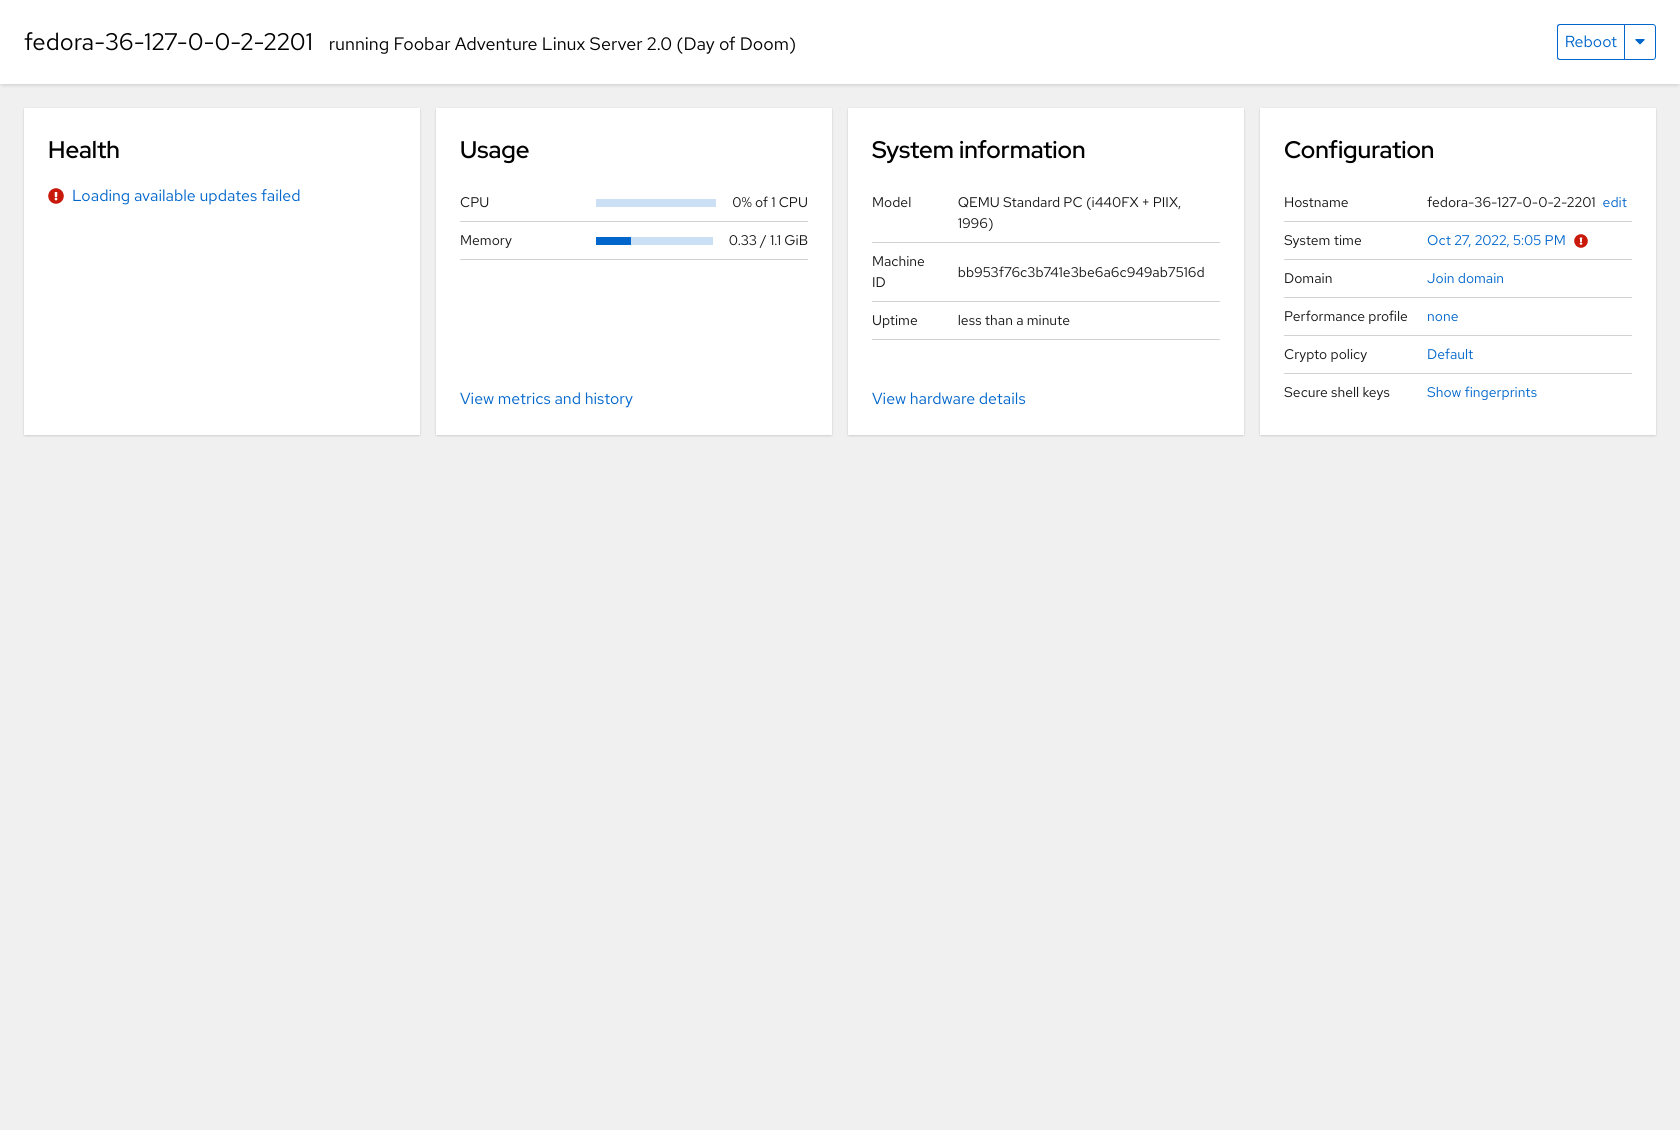 fedora-36-127-0-0-2-2201 running Foobar Adventure Linux Server 2.0 (Day of Doom)
Reboot
Health
Loading available updates failed
Usage
CPU 0% of 1 CPU
Memory 0.33 / 1.1 GiB
View metrics and history
System information
Model QEMU Standard PC (i440FX + PIIX,
1996)
Machine
ID
bb953f76c3b741e3be6a6c949ab7516d
Uptime less than a minute
View hardware details
Configuration
Hostname fedora-36-127-0-0-2-2201 edit
System time Oct 27, 2022, 5:05 PM
Domain Join domain
Performance profile none
Crypto policy Default
Secure shell keys Show fingerprints